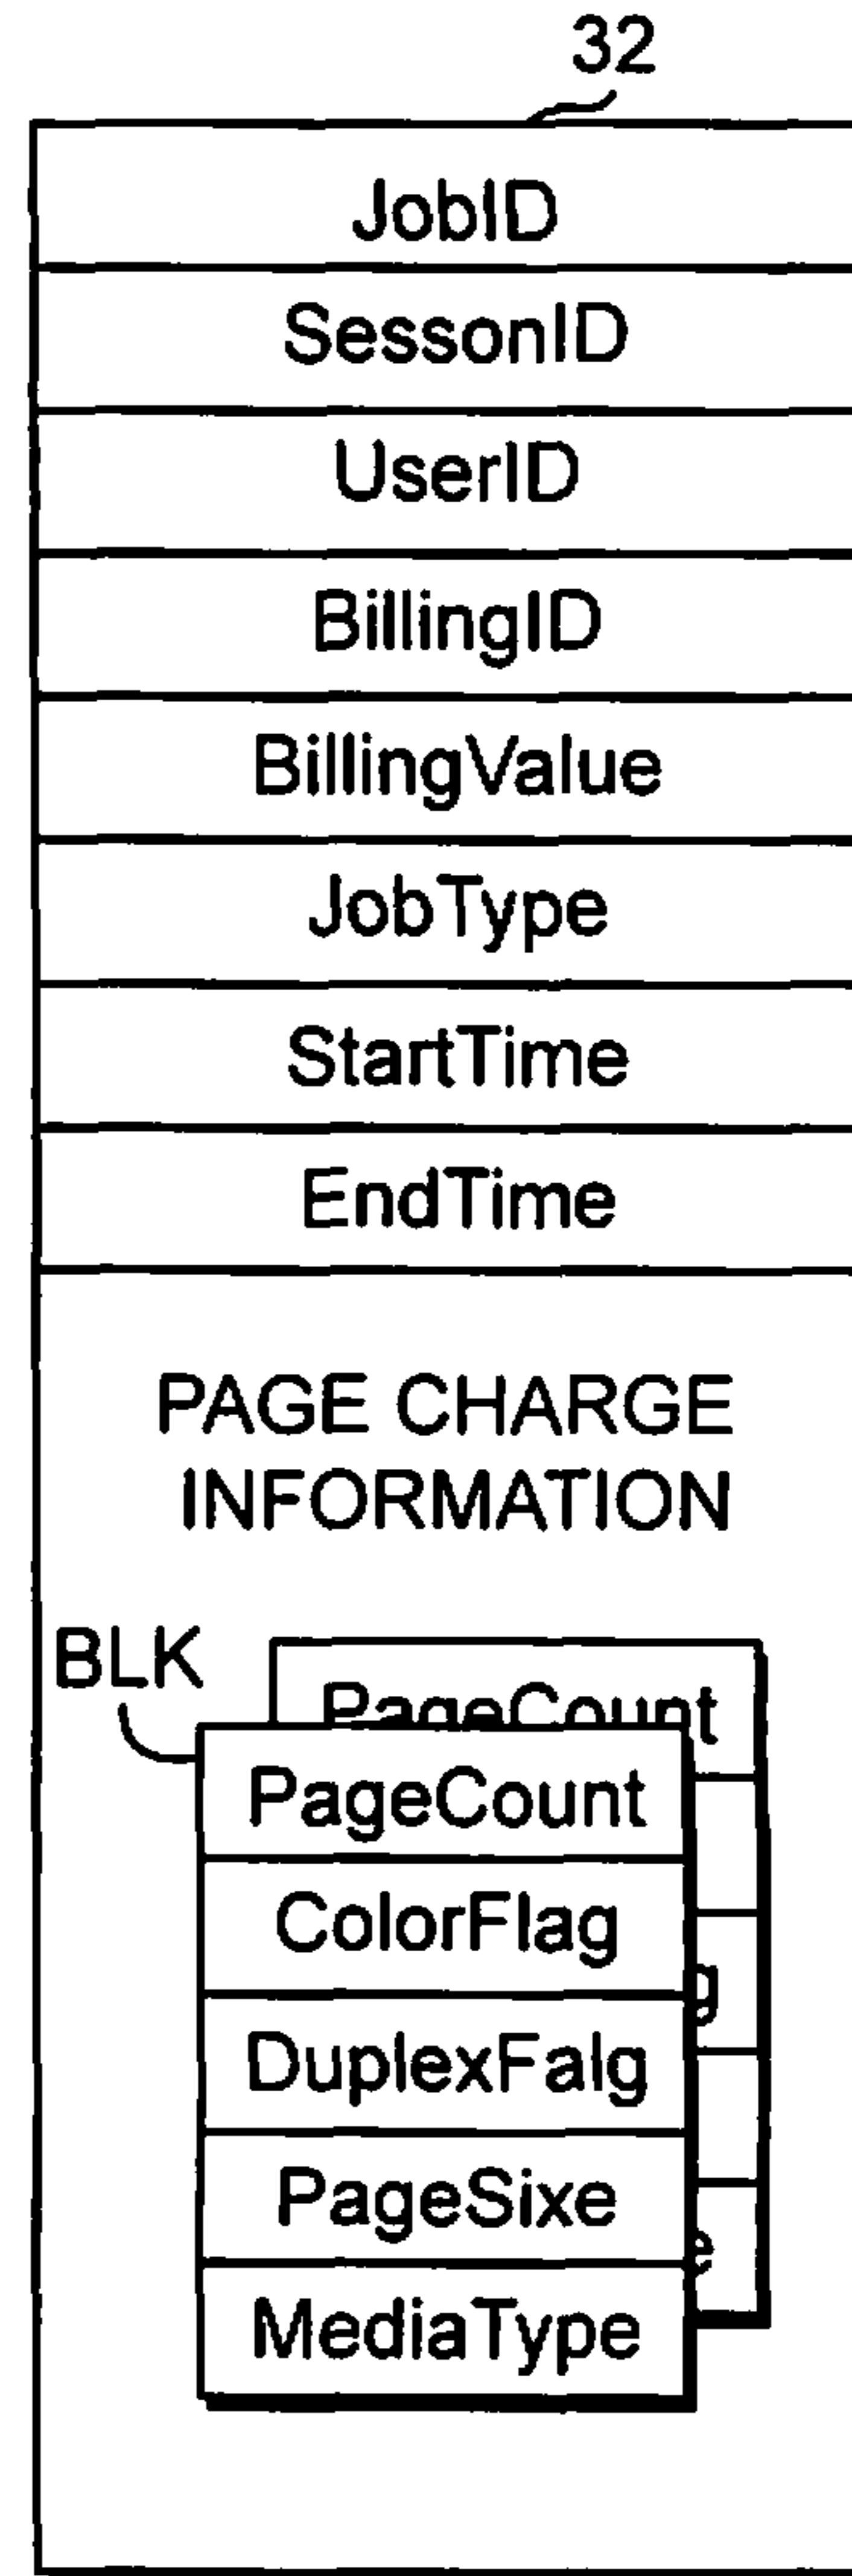 32
JobID
SessonID
UserID
BillingID
BillingValue
JobType
StartTime
EndTime
PAGE CHARGE
INFORMATION
BLK
PageCount
PageCount
ColorFlag
DuplexFalg
PageSixe
MediaType